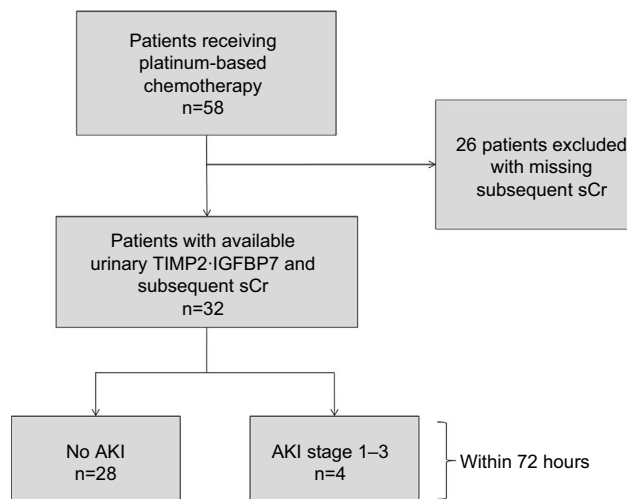 Patients receiving
platinum-based
chemotherapy
n=58
26 patients excluded
with missing
subsequent sCr
Patients with available
urinary TIMP2·IGFBP7 and
subsequent sCr
n=32
No AKI
n=28
AKI stage 1–3
n=4
Within 72 hours